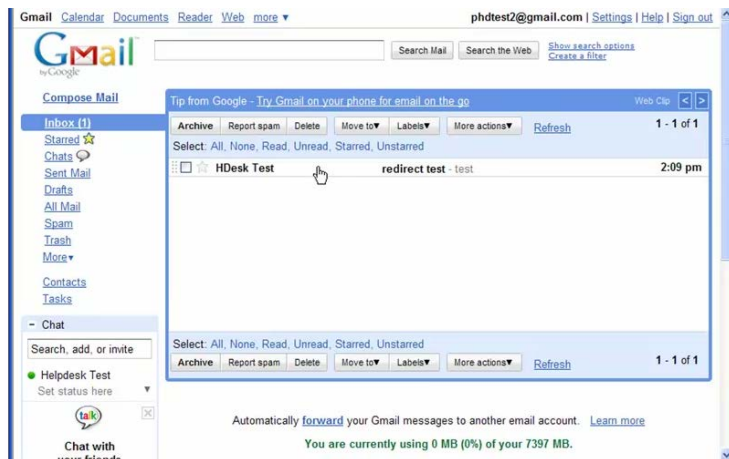 Gmail Calendar Documents Reader Web more ▼ phdtest2@gmail.com | Settings | Help | Sign out
Gmail
by Google
Search Mail Search the Web Show search options
Create a filter
Compose Mail
Inbox (1)
Starred
Chats
Sent Mail
Drafts
All Mail
Spam
Trash
More▼
Contacts
Tasks
− Chat
Search, add, or invite
Helpdesk Test
Set status here ▼
talk
Chat with
your friends
Tip from Google - Try Gmail on your phone for email on the go Web Clip < >
Archive Report spam Delete Move to▼ Labels▼ More actions▼ Refresh 1 - 1 of 1
Select: All, None, Read, Unread, Starred, Unstarred
HDesk Test redirect test - test 2:09 pm
Select: All, None, Read, Unread, Starred, Unstarred
Archive Report spam Delete Move to▼ Labels▼ More actions▼ Refresh 1 - 1 of 1
Automatically forward your Gmail messages to another email account. Learn more
You are currently using 0 MB (0%) of your 7397 MB.